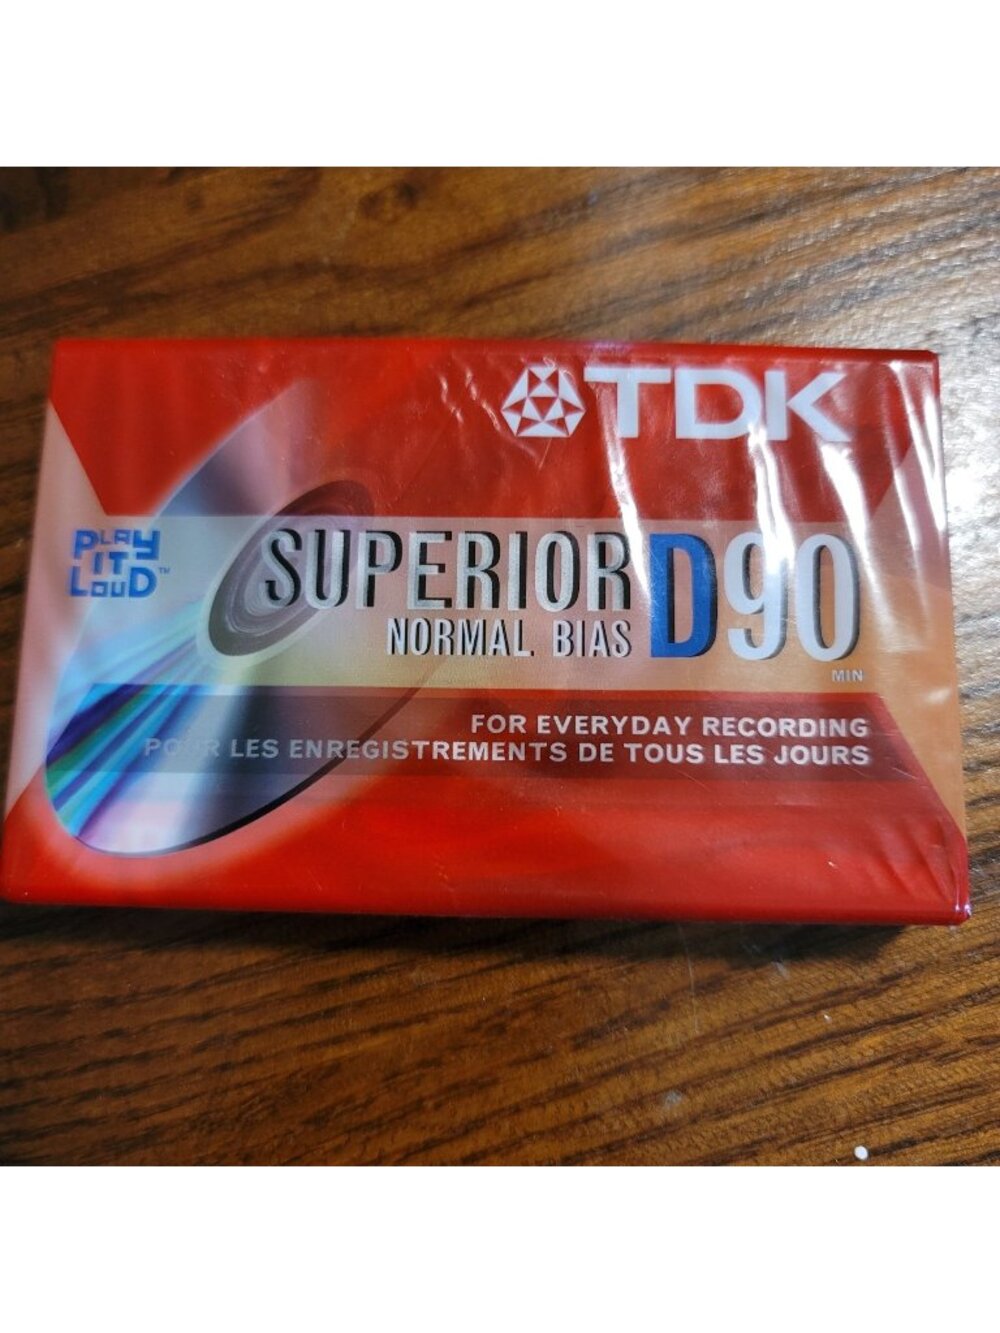 TDK
PLAY
IT
LOUD™
SUPERIOR D90
NORMAL BIAS
MIN
FOR EVERYDAY RECORDING
POUR LES ENREGISTREMENTS DE TOUS LES JOURS